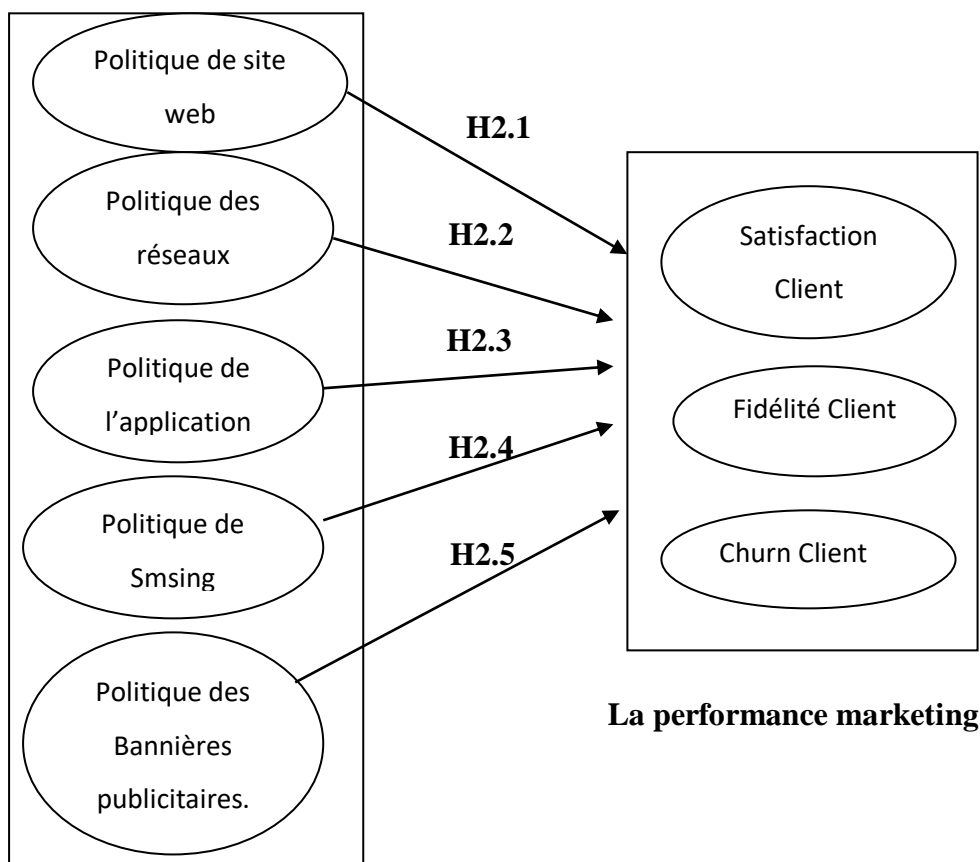 Politique de site
web
Politique des
réseaux
Politique de
l’application
Politique de
Smsing
Politique des
Bannières
publicitaires.
H2.1
H2.2
H2.3
H2.4
H2.5
Satisfaction
Client
Fidélité Client
Churn Client
La performance marketing